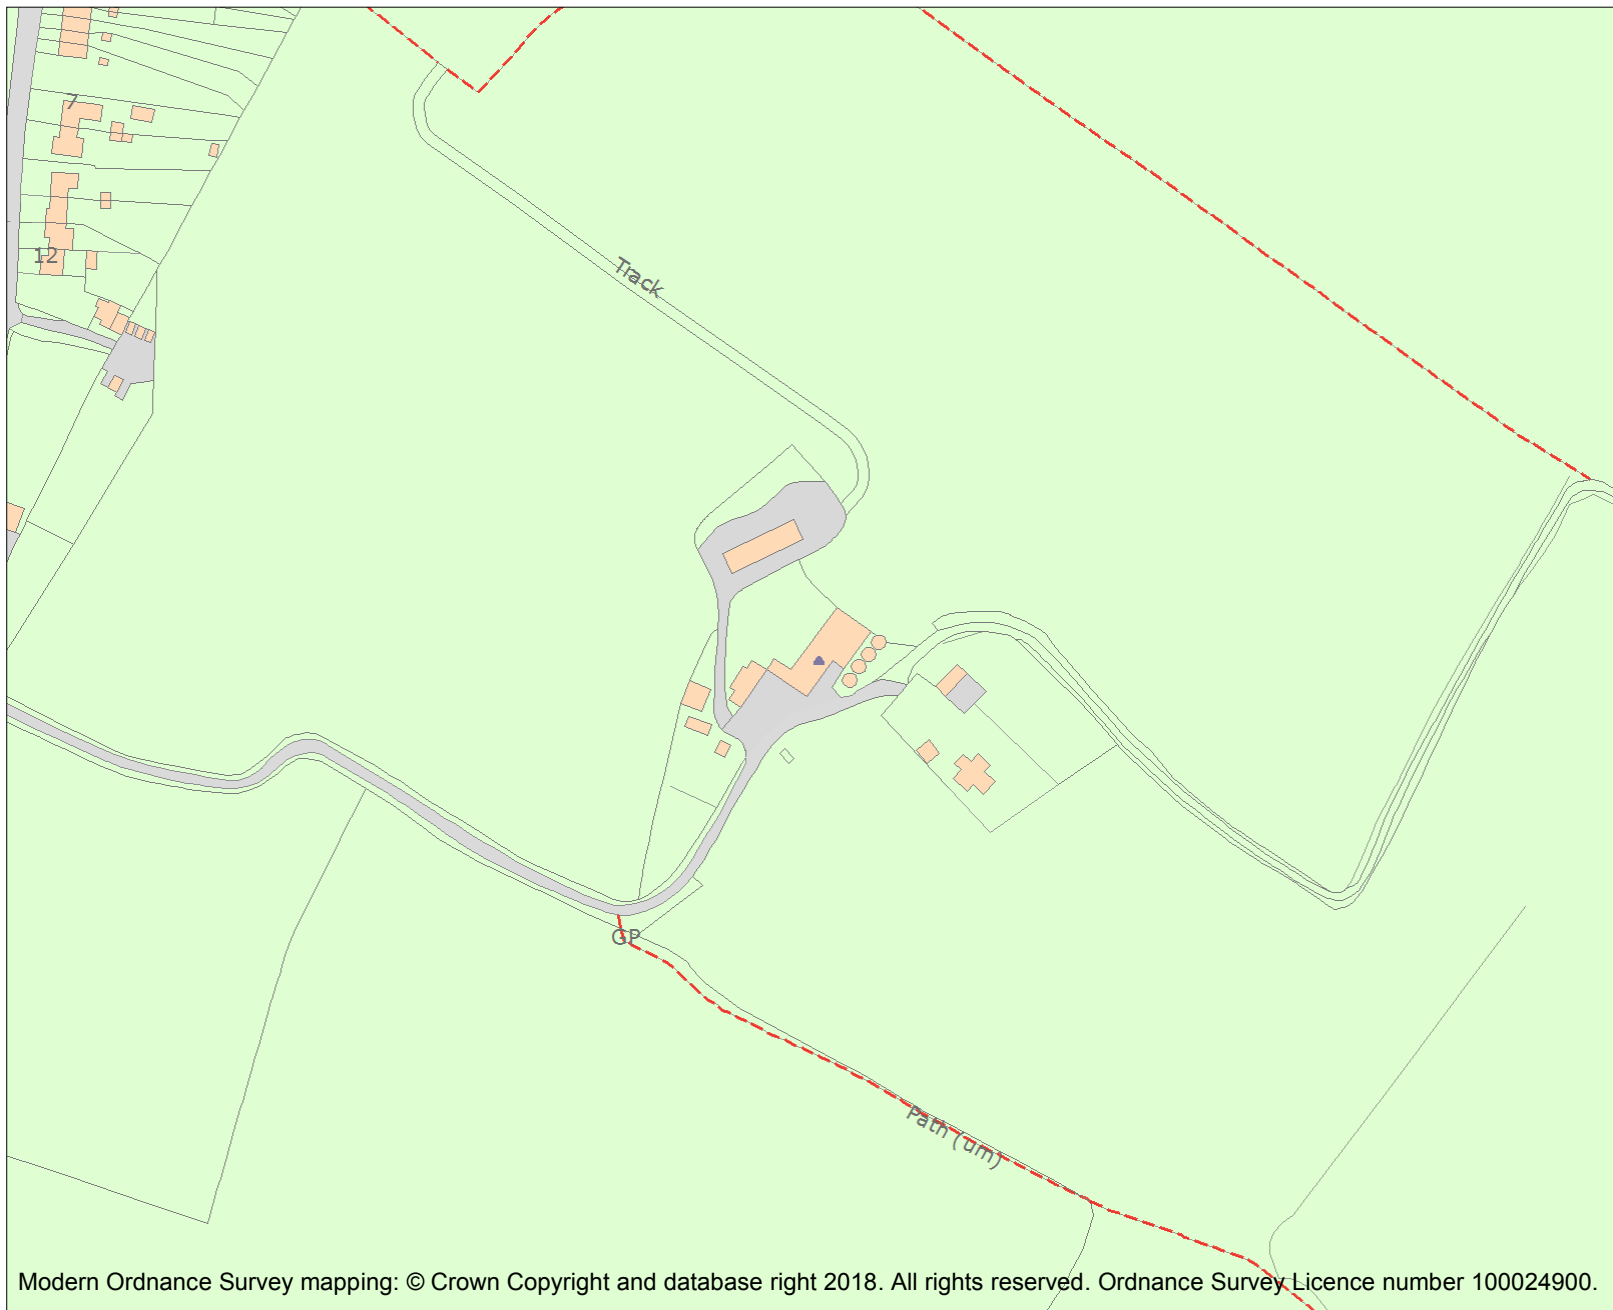 7
12
Track
GP
Path (um)
Modern Ordnance Survey mapping: © Crown Copyright and database right 2018. All rights reserved. Ordnance Survey Licence number 100024900.